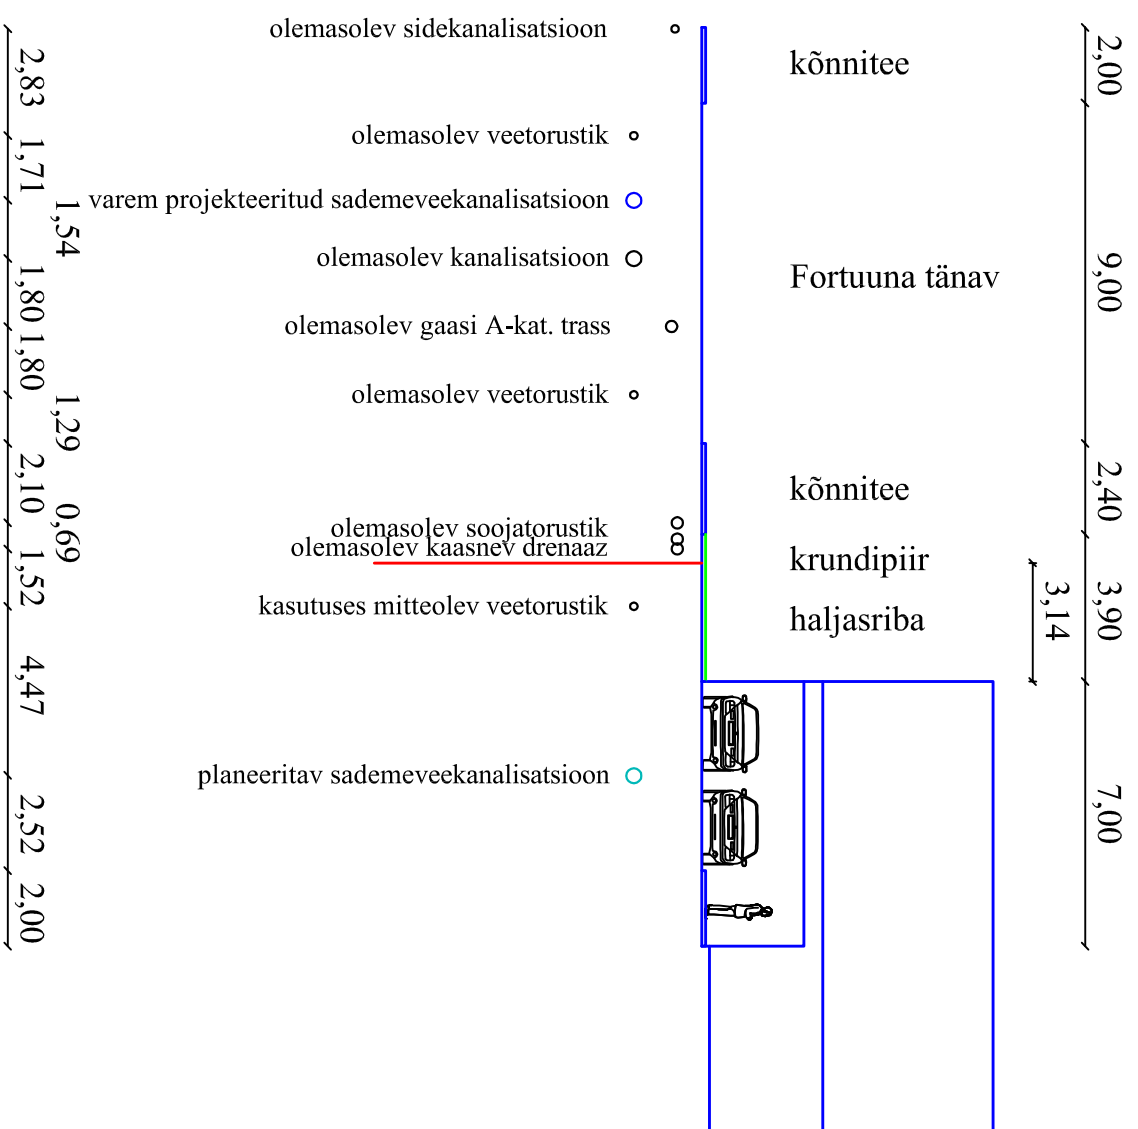 olemasolev sidekanalisatsioon
olemasolev veetorustik
varem projekteeritud sademeveekanalisatsioon
olemasolev kanalisatsioon
olemasolev gaasi A-kat. trass
olemasolev veetorustik
olemasolev soojatorustik
olemasolev kaasnev drenaaz
kasutuses mitteolev veetorustik
planeeritav sademeveekanalisatsioon
kõnnitee
Fortuuna tänav
kõnnitee
krundipiir
haljasriba
2,83
1,71
1,54
1,80
1,80
1,29
2,10
0,69
1,52
4,47
2,52
2,00
2,00
9,00
2,40
3,90
3,14
7,00